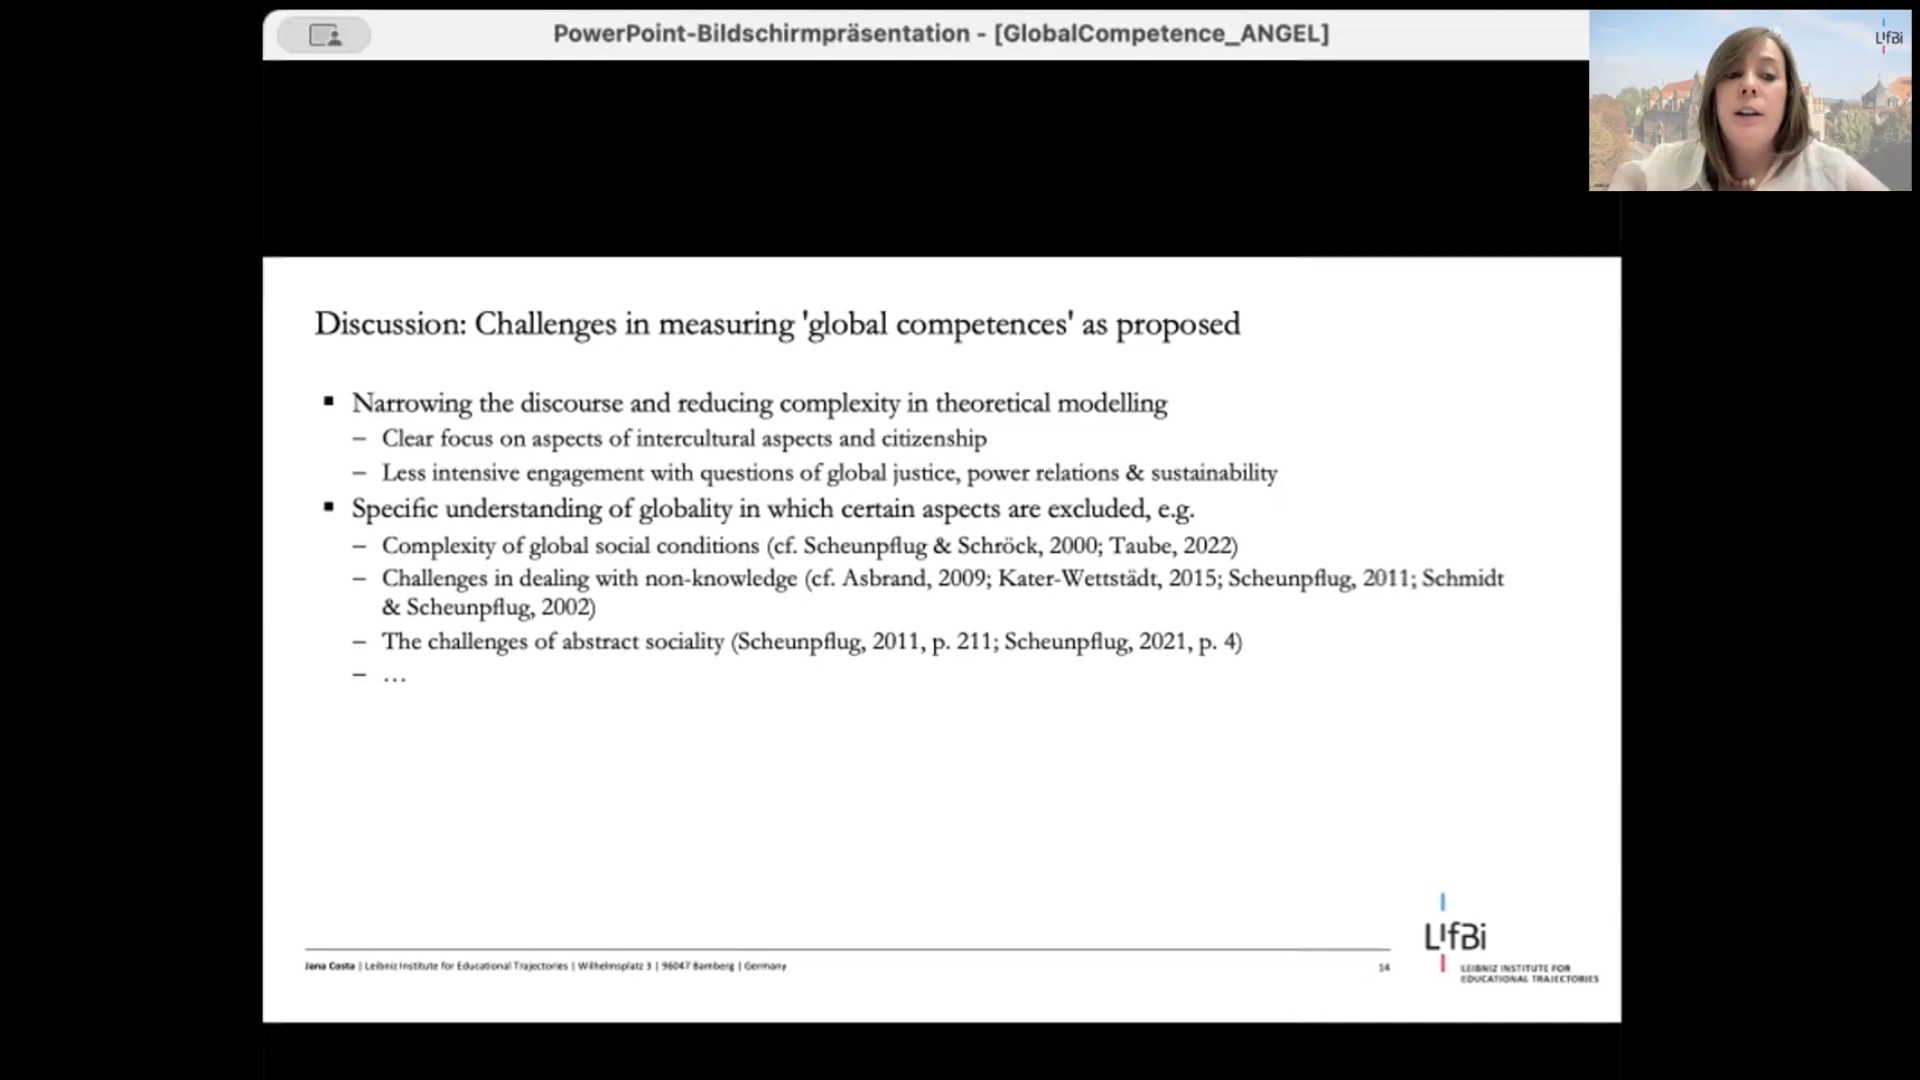 PowerPoint-Bildschirmpräsentation - [GlobalCompetence_ANGEL]
LIfBi
Discussion: Challenges in measuring 'global competences' as proposed
▪ Narrowing the discourse and reducing complexity in theoretical modelling
– Clear focus on aspects of intercultural aspects and citizenship
– Less intensive engagement with questions of global justice, power relations & sustainability
▪ Specific understanding of globality in which certain aspects are excluded, e.g.
– Complexity of global social conditions (cf. Scheunpflug & Schröck, 2000; Taube, 2022)
– Challenges in dealing with non-knowledge (cf. Asbrand, 2009; Kater-Wettstädt, 2015; Scheunpflug, 2011; Schmidt
& Scheunpflug, 2002)
– The challenges of abstract sociality (Scheunpflug, 2011, p. 211; Scheunpflug, 2021, p. 4)
– …
Jana Costa | Leibniz Institute for Educational Trajectories | Wilhelmsplatz 3 | 96047 Bamberg | Germany
14
LIfBi
LEIBNIZ INSTITUTE FOR
EDUCATIONAL TRAJECTORIES